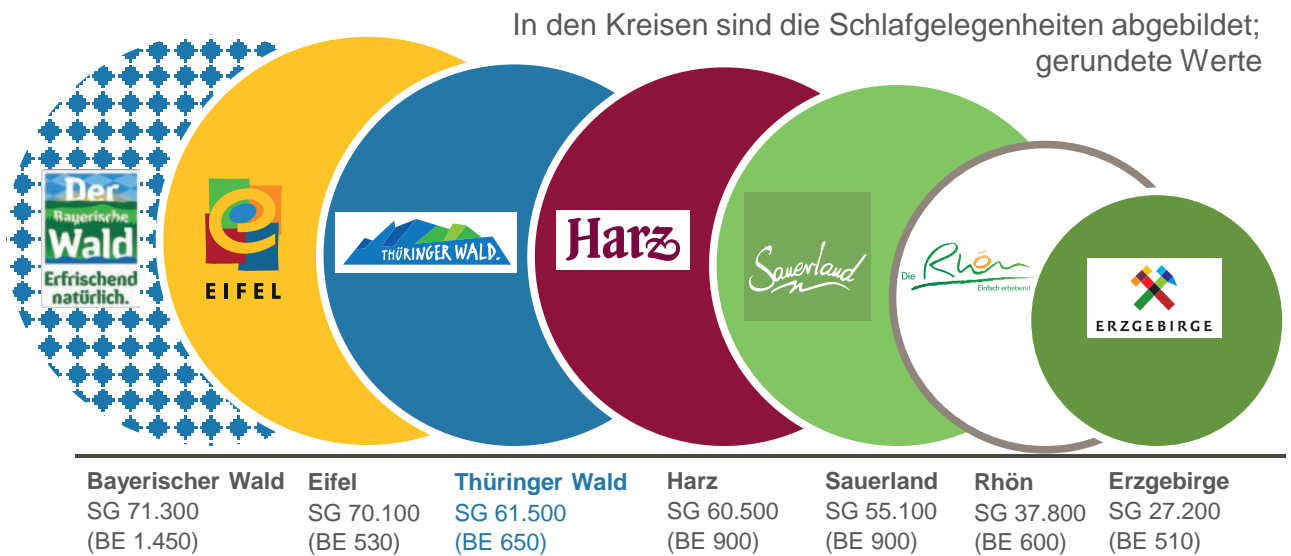 In den Kreisen sind die Schlafgelegenheiten abgebildet;
gerundete Werte
Der
Bayerische
Wald
Erfrischend
natürlich.
e
EIFEL
THÜRINGER WALD.
Harz
Sauerland
Die Rhön
Einfach erhebend
ERZGEBIRGE
Bayerischer Wald
SG 71.300
(BE 1.450)
Eifel
SG 70.100
(BE 530)
Thüringer Wald
SG 61.500
(BE 650)
Harz
SG 60.500
(BE 900)
Sauerland
SG 55.100
(BE 900)
Rhön
SG 37.800
(BE 600)
Erzgebirge
SG 27.200
(BE 510)